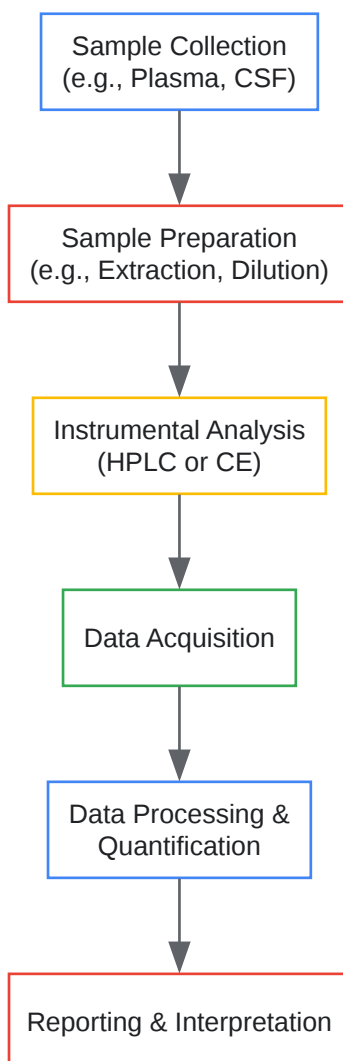 Sample Collection
(e.g., Plasma, CSF)
Sample Preparation
(e.g., Extraction, Dilution)
Instrumental Analysis
(HPLC or CE)
Data Acquisition
Data Processing &
Quantification
Reporting & Interpretation